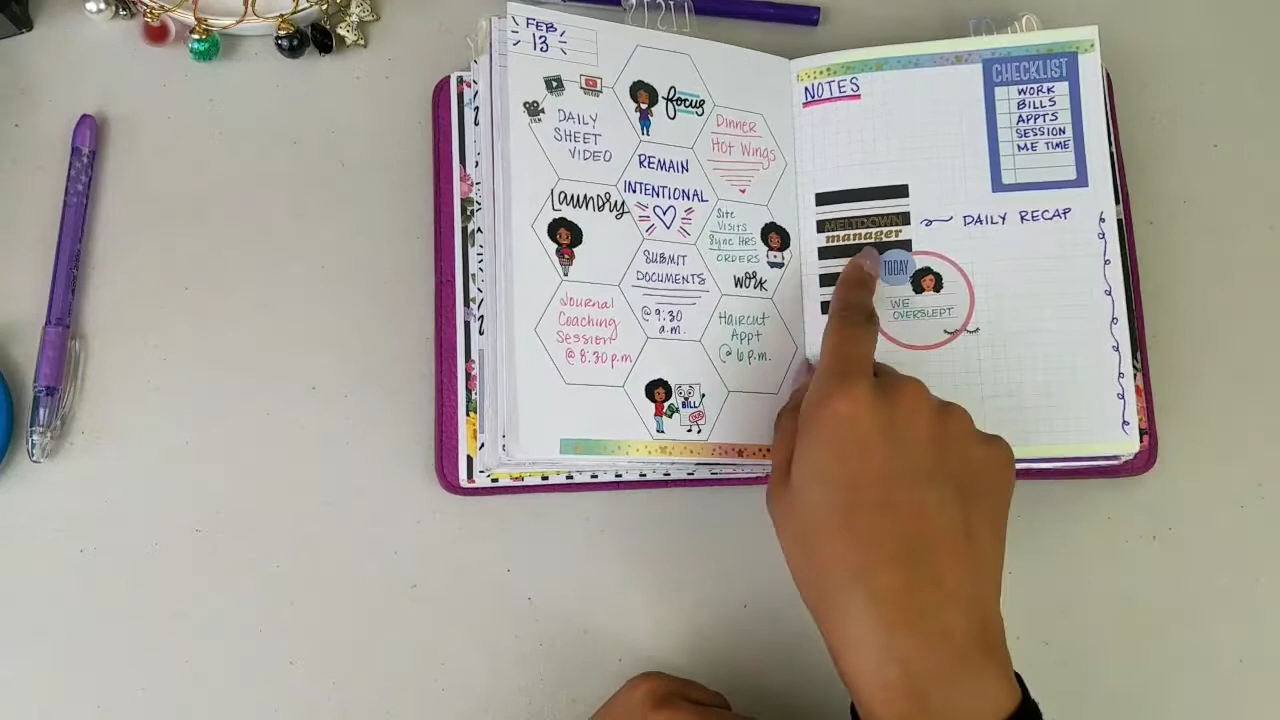 FEB
13
focus
DAILY
SHEET
VIDEO
Dinner
Hot Wings
REMAIN
INTENTIONAL
Laundry
Site
Visits
Sync HRS
ORDERS
work
SUBMIT
DOCUMENTS
@ 9:30
a.m.
Journal
Coaching
Session
@ 8:30 p.m
Haircut
Appt
@ 6 p.m.
BILL
NOTES
CHECKLIST
WORK
BILLS
APPTS
SESSION
ME TIME
MELTDOWN
manager
DAILY RECAP
TODAY
WE
OVERSLEPT